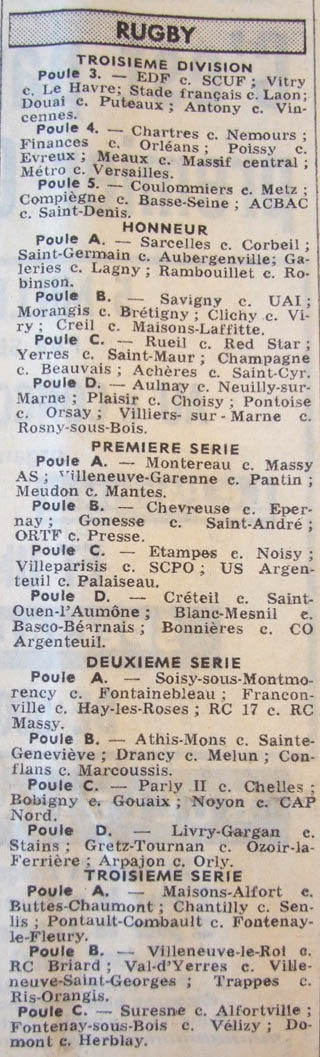 RUGBY
TROISIEME DIVISION
Poule 3. — EDF c. SCUF ; Vitry
c. Le Havre; Stade français c. Laon;
Douai c. Puteaux ; Antony c. Vin-
cennes.
Poule 4. — Chartres c. Nemours ;
Finances c. Orléans ; Poissy c.
Evreux ; Meaux c. Massif central ;
Métro c. Versailles.
Poule 5. — Coulommiers c. Metz ;
Compiègne c. Basse-Seine ; ACBAC
c. Saint-Denis.
HONNEUR
Poule A. — Sarcelles c. Corbeil ;
Saint-Germain c. Aubergenville; Ga-
leries c. Lagny ; Rambouillet c. Ro-
binson.
Poule B. — Savigny c. UAI ;
Morangis c. Brétigny ; Clichy c. Vi-
ry ; Creil c. Maisons-Laffitte.
Poule C. — Rueil c. Red Star ;
Yerres c. Saint-Maur ; Champagne
c. Beauvais ; Achères c. Saint-Cyr.
Poule D. — Aulnay c. Neuilly-sur-
Marne ; Plaisir c. Choisy ; Pontoise
c. Orsay ; Villiers - sur - Marne c.
Rosny-sous-Bois.
PREMIERE SERIE
Poule A. — Montereau c. Massy
AS ; Villeneuve-Garenne c. Pantin ;
Meudon c. Mantes.
Poule B. — Chevreuse c. Eper-
nay ; Gonesse c. Saint-André ;
ORTF c. Presse.
Poule C. — Etampes c. Noisy ;
Villeparisis c. SCPO ; US Argen-
teuil c. Palaiseau.
Poule D. — Créteil c. Saint-
Ouen-l'Aumône ; Blanc-Mesnil c.
Basco-Béarnais ; Bonnières c. CO
Argenteuil.
DEUXIEME SERIE
Poule A. — Soisy-sous-Montmo-
rency c. Fontainebleau ; Francon-
ville c. Hay-les-Roses ; RC 17 c. RC
Massy.
Poule B. — Athis-Mons c. Sainte-
Geneviève ; Drancy c. Melun ; Con-
flans c. Marcoussis.
Poule C. — Parly II c. Chelles ;
Bobigny c. Gouaix ; Noyon c. CAP
Nord.
Poule D. — Livry-Gargan c.
Stains ; Gretz-Tournan c. Ozoir-la-
Ferrière ; Arpajon c. Orly.
TROISIEME SERIE
Poule A. — Maisons-Alfort c.
Buttes-Chaumont ; Chantilly c. Sen-
lis ; Pontault-Combault c. Fontenay-
le-Fleury.
Poule B. — Villeneuve-le-Roi c.
RC Briard ; Val-d'Yerres c. Ville-
neuve-Saint-Georges ; Trappes c.
Ris-Orangis.
Poule C. — Suresne c. Alfortville ;
Fontenay-sous-Bois c. Vélizy ; Do-
mont c. Herblay.